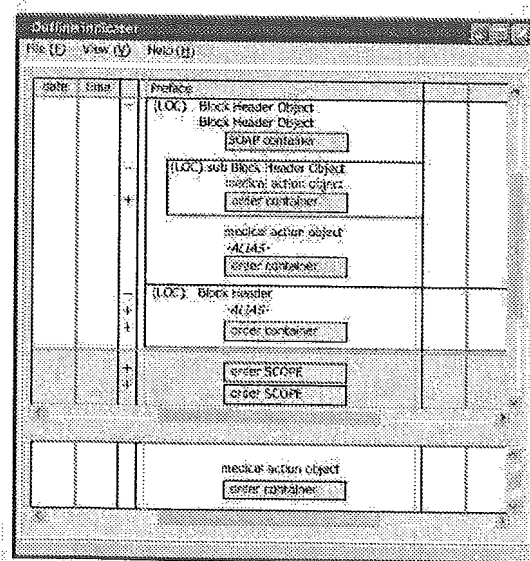 Outline indicator
File (F) View (V) Help (H)
date time Preface
(LOC) Block Header Object
Block Header Object
SOAP container
(LOC) sub Block Header Object
medical action object
order container
medical action object
-ALIAS-
order container
(LOC) Block Header
-ALIAS-
order container
order SCOPE
order SCOPE
medical action object
order container